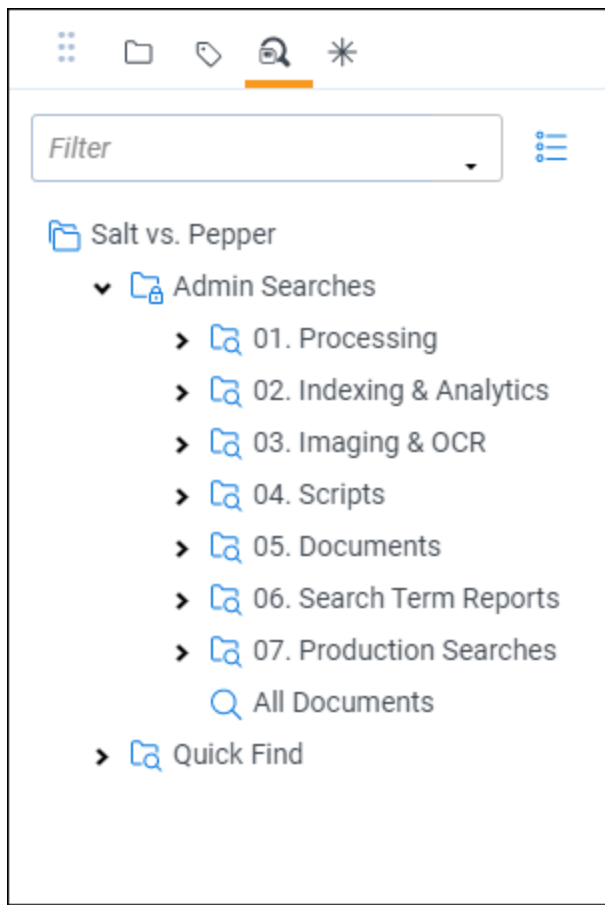 Filter
Salt vs. Pepper
Admin Searches
01. Processing
02. Indexing & Analytics
03. Imaging & OCR
04. Scripts
05. Documents
06. Search Term Reports
07. Production Searches
All Documents
Quick Find